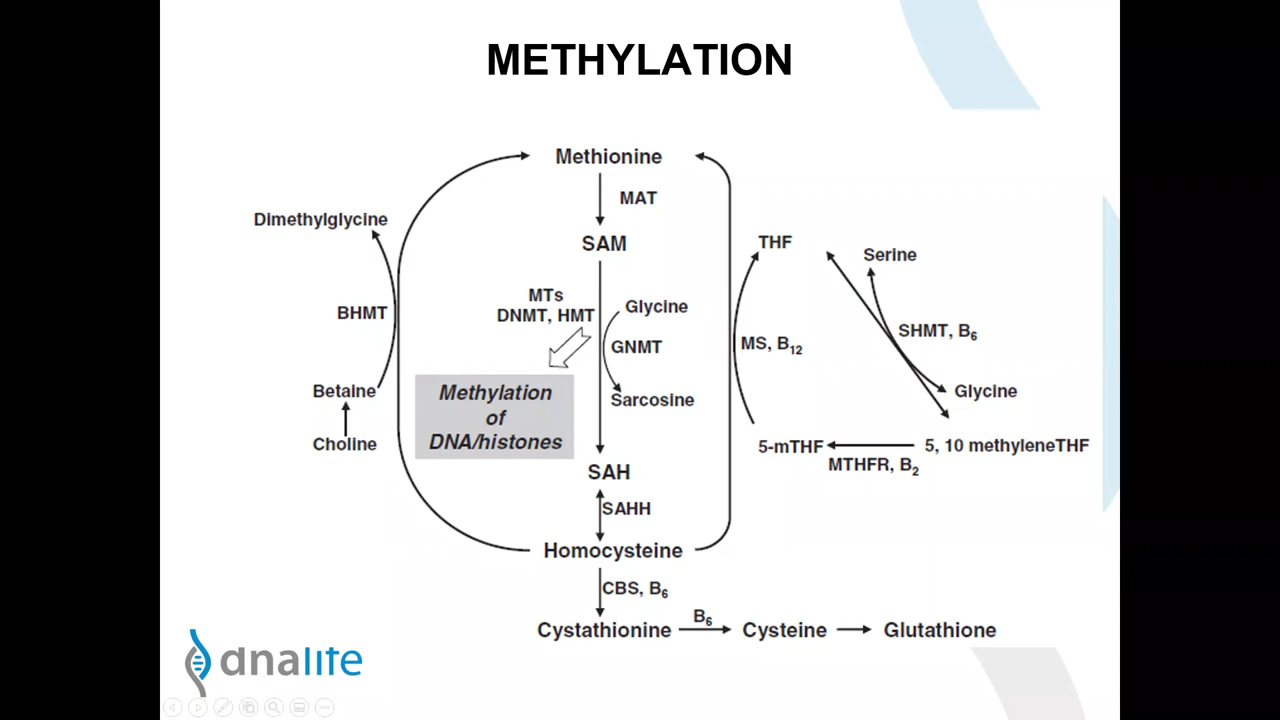 METHYLATION
Methionine
MAT
Dimethylglycine
SAM
THF
Serine
MTs
DNMT, HMT
Glycine
BHMT
GNMT
MS, B12
SHMT, B6
Betaine
Methylation
of
DNA/histones
Sarcosine
Glycine
Choline
5-mTHF
5, 10 methyleneTHF
MTHFR, B2
SAH
SAHH
Homocysteine
CBS, B6
Cystathionine
B6
Cysteine
Glutathione
dnalife